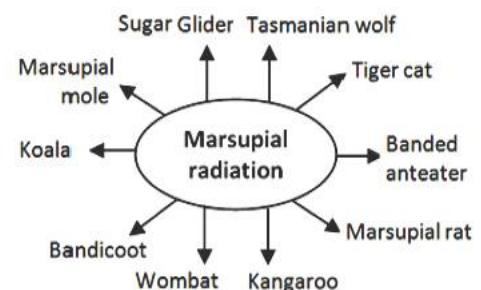 Sugar Glider Tasmanian wolf
Marsupial
mole
Tiger cat
Koala
Marsupial
radiation
Banded
anteater
Bandicoot
Marsupial rat
Wombat
Kangaroo